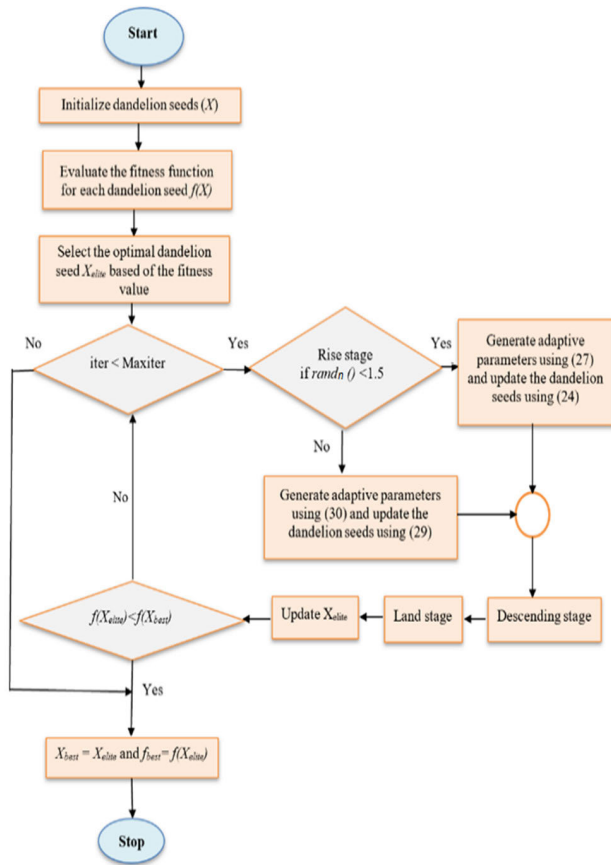 Start
Initialize dandelion seeds (X)
Evaluate the fitness function
for each dandelion seed f(X)
Select the optimal dandelion
seed Xelite based of the fitness
value
No
iter < Maxiter
Yes
Rise stage
if randn () <1.5
Yes
Generate adaptive
parameters using (27)
and update the dandelion
seeds using (24)
No
Generate adaptive parameters
using (30) and update the
dandelion seeds using (29)
No
f(Xelite)<f(Xbest)
Update Xelite
Land stage
Descending stage
Yes
Xbest = Xelite and fbest= f(Xelite)
Stop